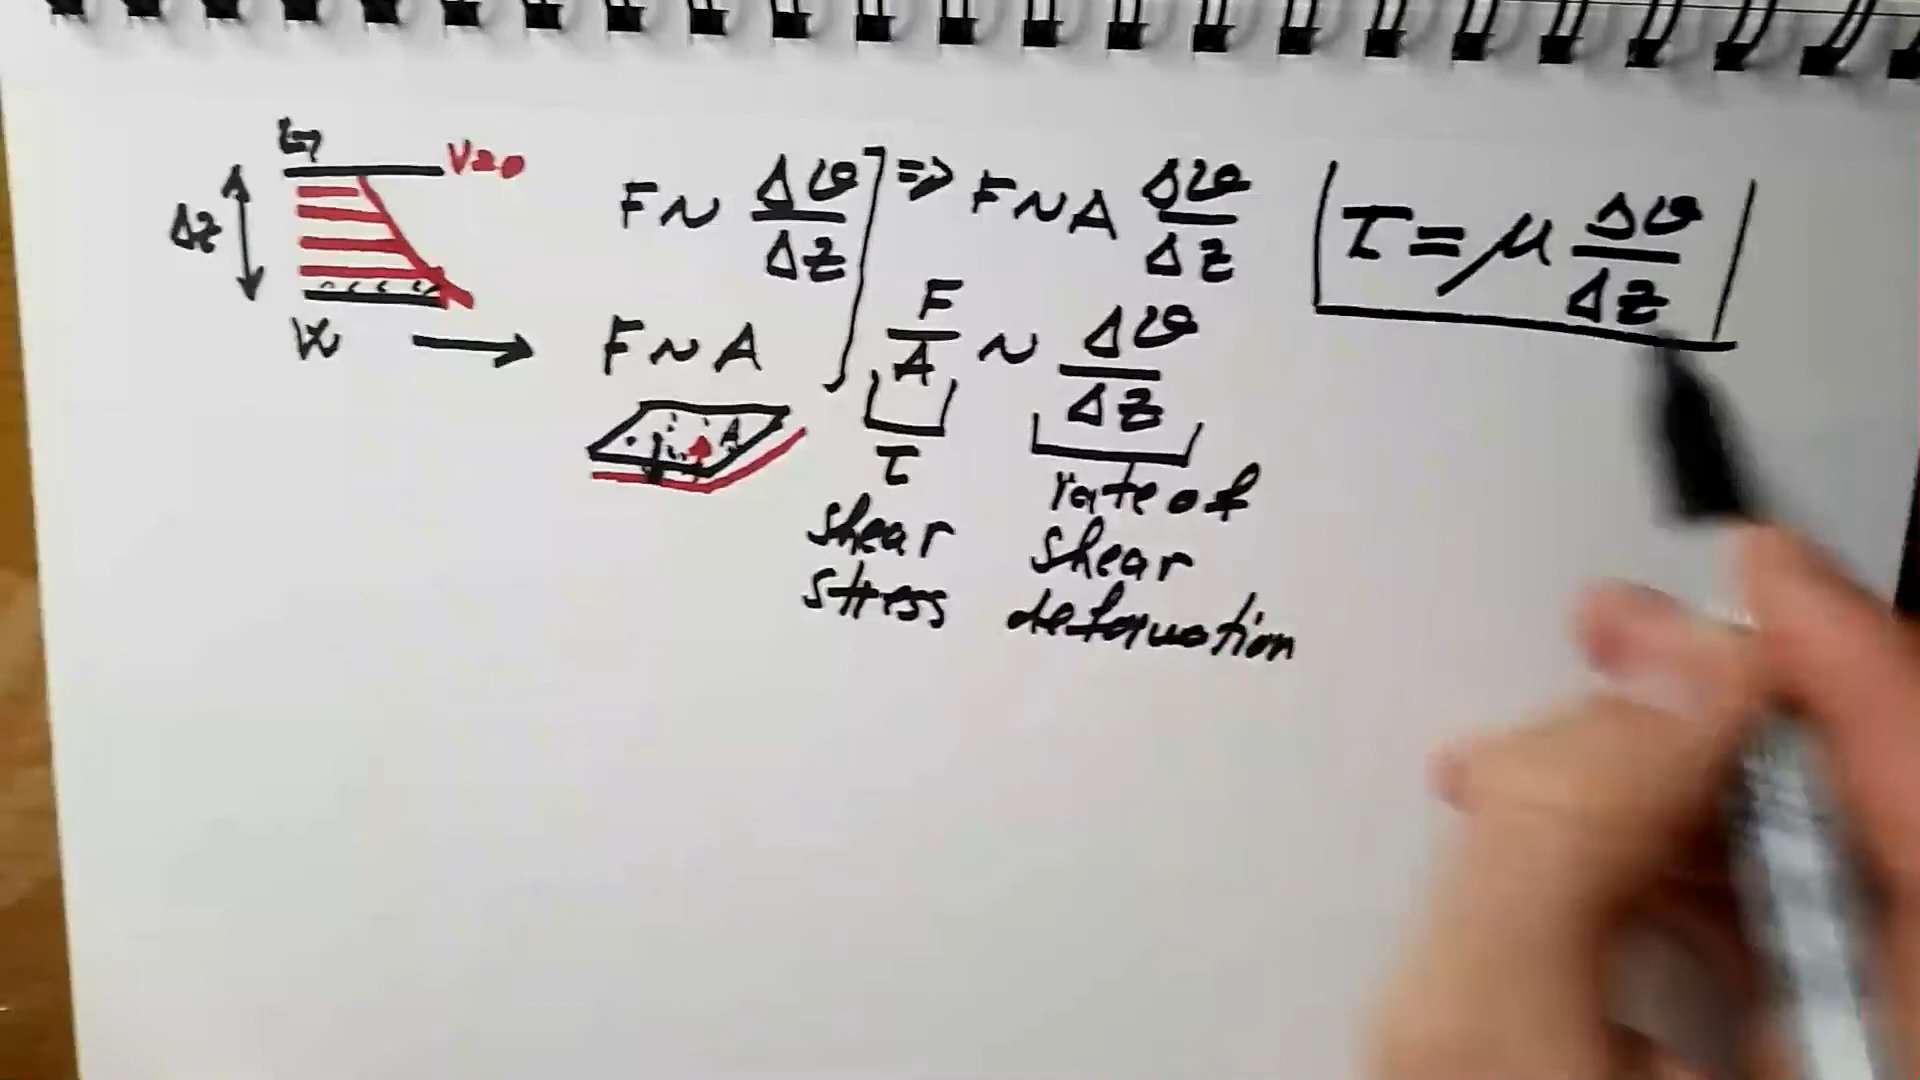 V=0
Δz
F ~ Δv/Δz ] => F ~ A Δv/Δz
F ~ A
A
F/A ~ Δv/Δz
τ
shear
stress
rate of
shear
deformation
τ = μ Δv/Δz